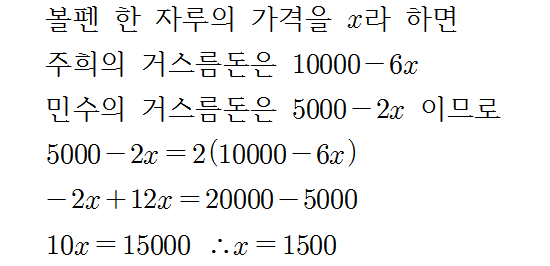 볼펜 한 자루의 가격을 x라 하면
주희의 거스름돈은 10000-6x
민수의 거스름돈은 5000-2x 이므로
5000-2x=2(10000-6x)
-2x+12x=20000-5000
10x=15000 ∴x=1500